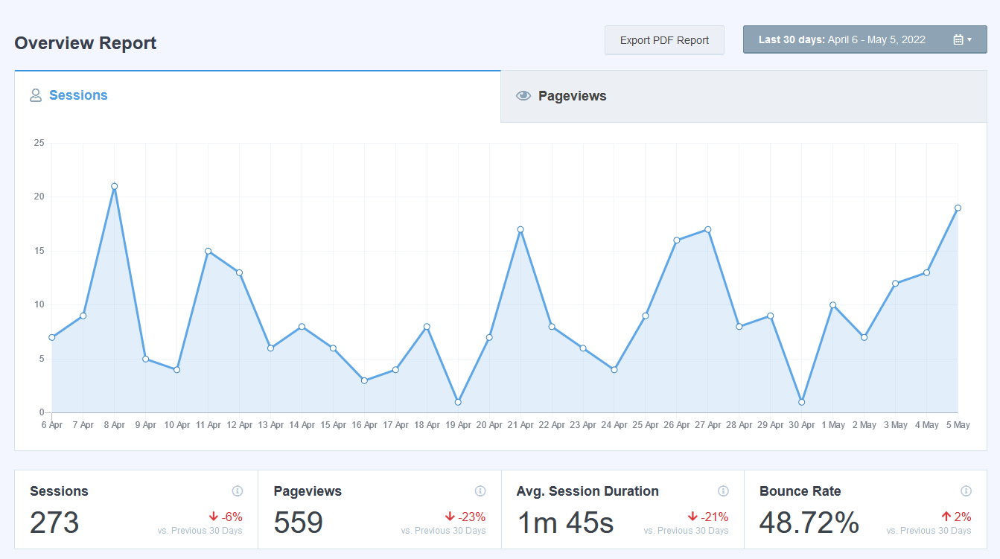 Overview Report
Export PDF Report
Last 30 days: April 6 - May 5, 2022
Sessions
Pageviews
25
20
15
10
5
0
6 Apr 7 Apr 8 Apr 9 Apr 10 Apr 11 Apr 12 Apr 13 Apr 14 Apr 15 Apr 16 Apr 17 Apr 18 Apr 19 Apr 20 Apr 21 Apr 22 Apr 23 Apr 24 Apr 25 Apr 26 Apr 27 Apr 28 Apr 29 Apr 30 Apr 1 May 2 May 3 May 4 May 5 May
Sessions
273
-6%
vs. Previous 30 Days
Pageviews
559
-23%
vs. Previous 30 Days
Avg. Session Duration
1m 45s
-21%
vs. Previous 30 Days
Bounce Rate
48.72%
2%
vs. Previous 30 Days